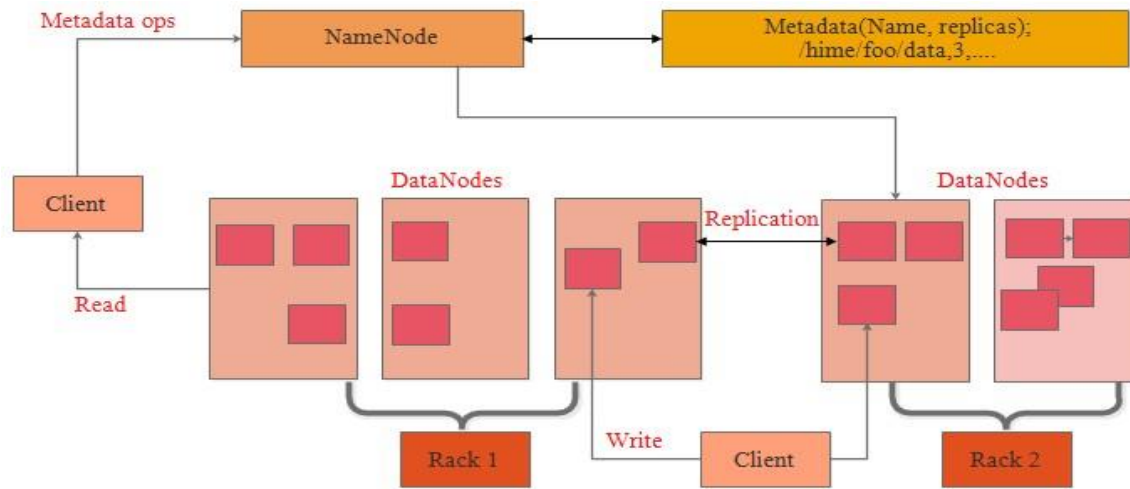 Metadata ops
NameNode
Metadata(Name, replicas);
/hime/foo/data,3,....
Client
DataNodes
DataNodes
Replication
Read
Write
Rack 1
Client
Rack 2